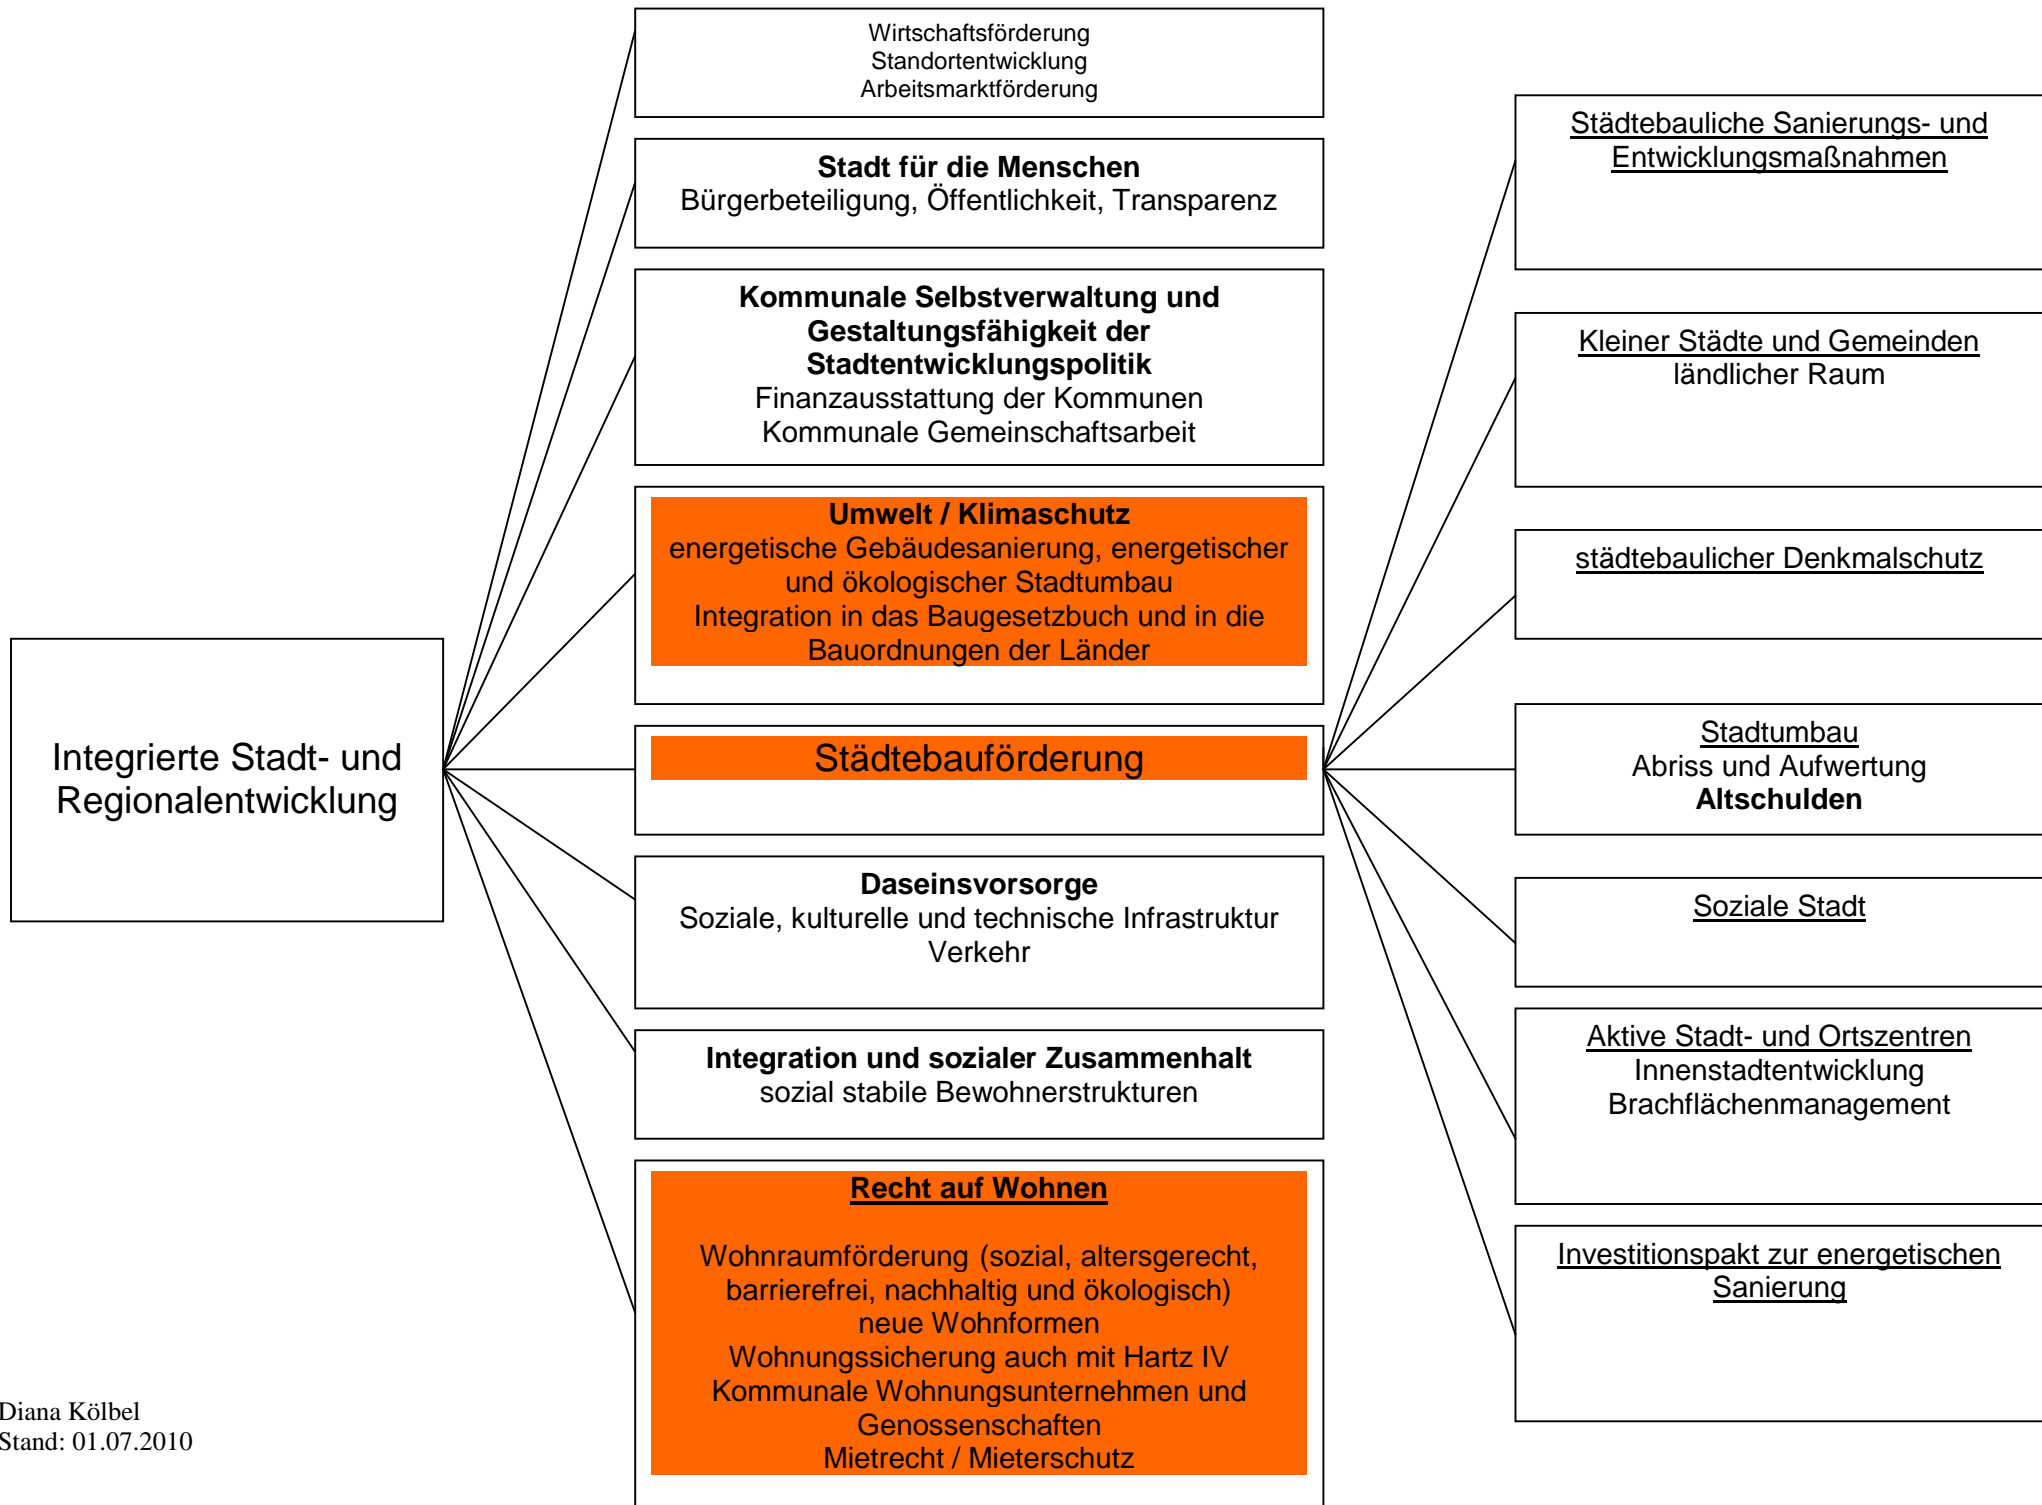 Wirtschaftsförderung
Standortentwicklung
Arbeitsmarktförderung
Stadt für die Menschen
Bürgerbeteiligung, Öffentlichkeit, Transparenz
Kommunale Selbstverwaltung und
Gestaltungsfähigkeit der
Stadtentwicklungspolitik
Finanzausstattung der Kommunen
Kommunale Gemeinschaftsarbeit
Umwelt / Klimaschutz
energetische Gebäudesanierung, energetischer
und ökologischer Stadtumbau
Integration in das Baugesetzbuch und in die
Bauordnungen der Länder
Integrierte Stadt- und
Regionalentwicklung
Städtebauförderung
Daseinsvorsorge
Soziale, kulturelle und technische Infrastruktur
Verkehr
Integration und sozialer Zusammenhalt
sozial stabile Bewohnerstrukturen
Recht auf Wohnen
Wohnraumförderung (sozial, altersgerecht,
barrierefrei, nachhaltig und ökologisch)
neue Wohnformen
Wohnungssicherung auch mit Hartz IV
Kommunale Wohnungsunternehmen und
Genossenschaften
Mietrecht / Mieterschutz
Städtebauliche Sanierungs- und
Entwicklungsmaßnahmen
Kleiner Städte und Gemeinden
ländlicher Raum
städtebaulicher Denkmalschutz
Stadtumbau
Abriss und Aufwertung
Altschulden
Soziale Stadt
Aktive Stadt- und Ortszentren
Innenstadtentwicklung
Brachflächenmanagement
Investitionspakt zur energetischen
Sanierung
Diana Kölbel
Stand: 01.07.2010